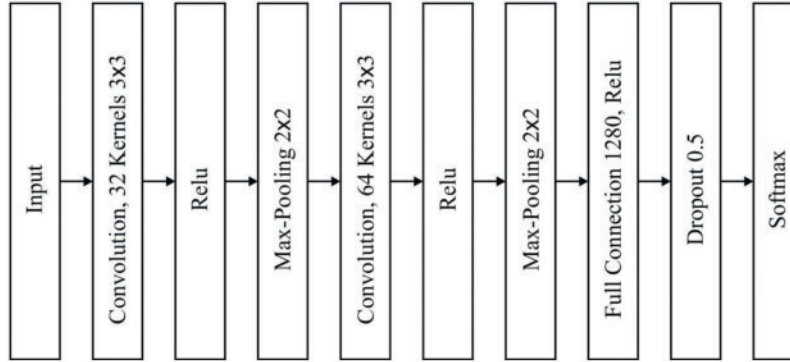 Input
Convolution, 32 Kernels 3x3
Relu
Max-Pooling 2x2
Convolution, 64 Kernels 3x3
Relu
Max-Pooling 2x2
Full Connection 1280, Relu
Dropout 0.5
Softmax